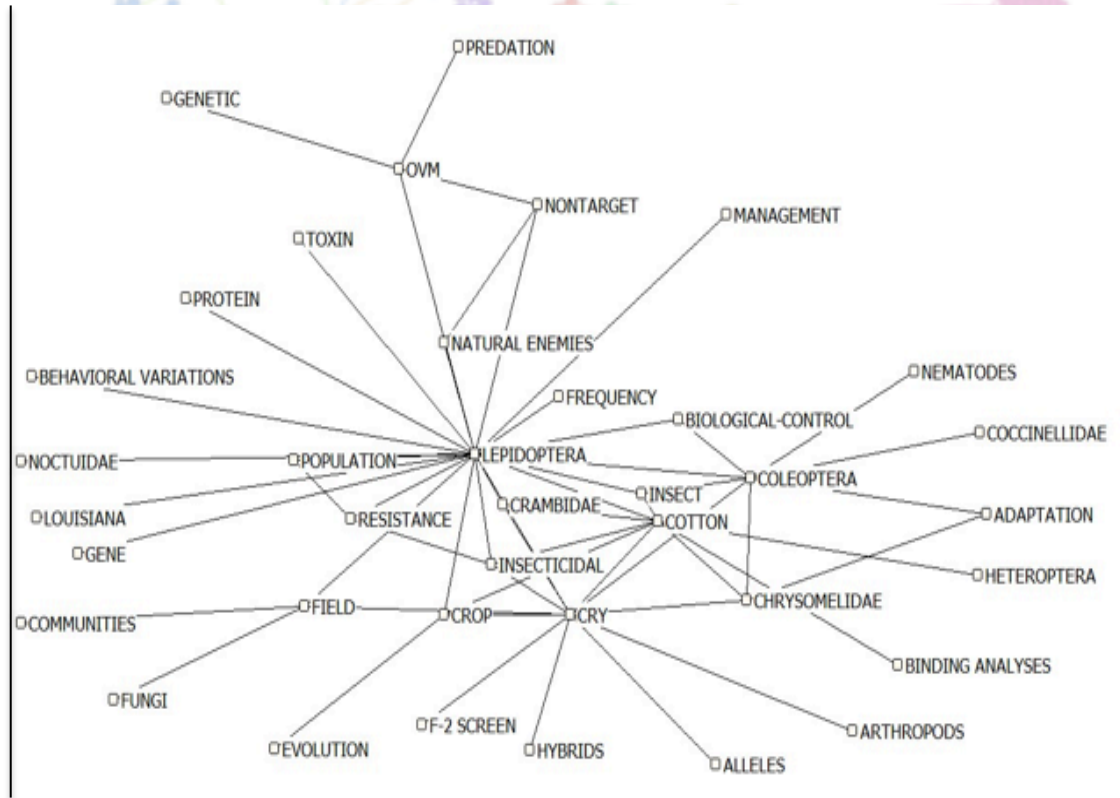 PREDATION
GENETIC
OVM
NONTARGET
MANAGEMENT
TOXIN
PROTEIN
NATURAL ENEMIES
BEHAVIORAL VARIATIONS
NEMATODES
FREQUENCY
BIOLOGICAL-CONTROL
COCCINELLIDAE
NOCTUIDAE
POPULATION
LEPIDOPTERA
COLEOPTERA
INSECT
CRAMBIDAE
LOUISIANA
RESISTANCE
COTTON
ADAPTATION
GENE
INSECTICIDAL
HETEROPTERA
CHRYSOMELIDAE
FIELD
CROP
CRY
COMMUNITIES
BINDING ANALYSES
FUNGI
F-2 SCREEN
ARTHROPODS
EVOLUTION
HYBRIDS
ALLELES